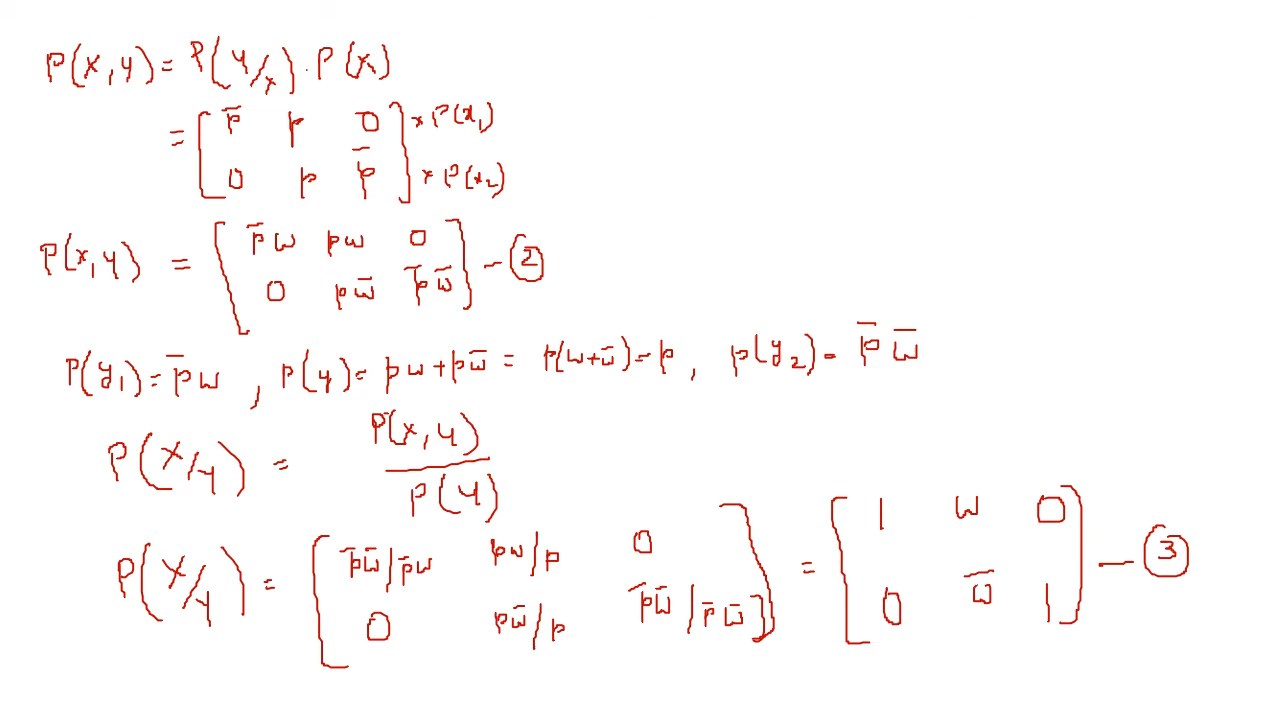 P(X,Y) = P(Y/X) . P(X)
= [ p̅ p 0 ] * P(x₁)
[ 0 p p̅ ] * P(x₂)
P(X,Y) = [ p̅ω pω 0 ] – ②
[ 0 pω̅ p̅ω̅ ]
P(y₁) = p̅ω , P(y) = pω + pω̅ = p(ω+ω̅) = p , p(y₂) = p̅ ω̅
P(X/Y) = P(X,Y) / P(Y)
P(X/Y) = [ p̅ω̅/p̅ω pω/p 0 ] = [ 1 ω 0 ] — ③
[ 0 pω̅/p p̅ω̅/p̅ω̅ ] [ 0 ω̅ 1 ]